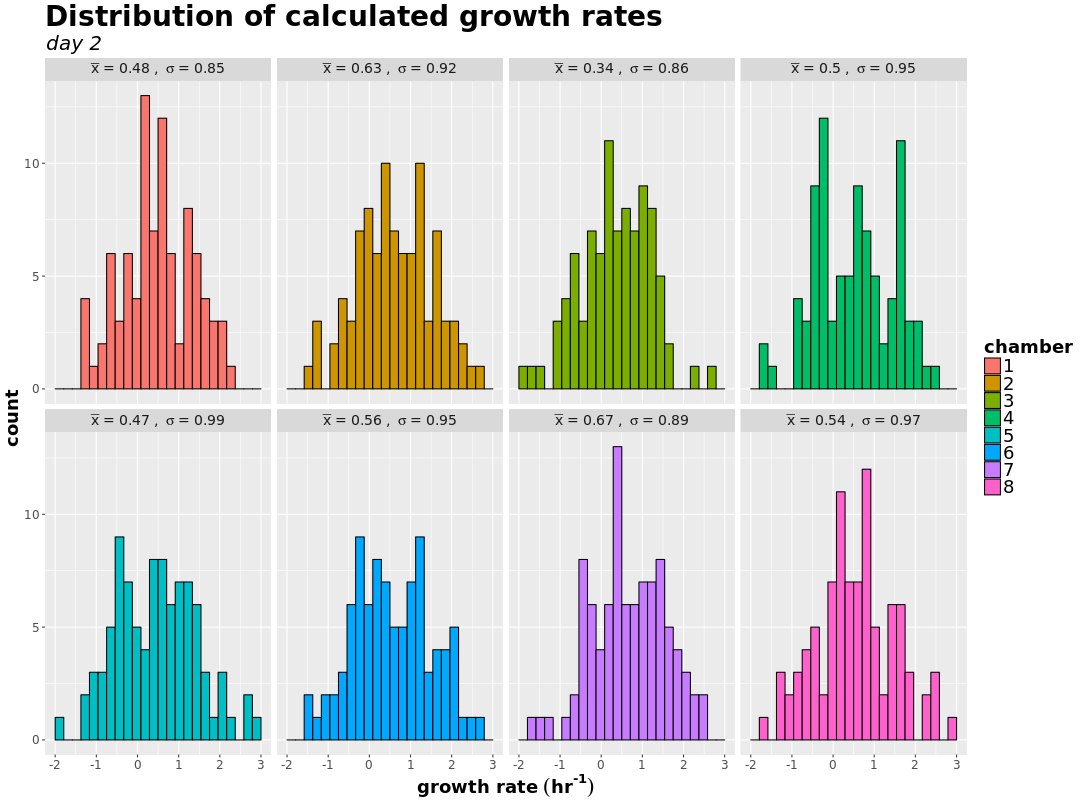 Distribution of calculated growth rates
day 2
x̅ = 0.48 , σ = 0.85
x̅ = 0.63 , σ = 0.92
x̅ = 0.34 , σ = 0.86
x̅ = 0.5 , σ = 0.95
10
5
0
x̅ = 0.47 , σ = 0.99
x̅ = 0.56 , σ = 0.95
x̅ = 0.67 , σ = 0.89
x̅ = 0.54 , σ = 0.97
10
5
0
-2 -1 0 1 2 3
-2 -1 0 1 2 3
-2 -1 0 1 2 3
-2 -1 0 1 2 3
count
growth rate (hr⁻¹)
chamber
1
2
3
4
5
6
7
8